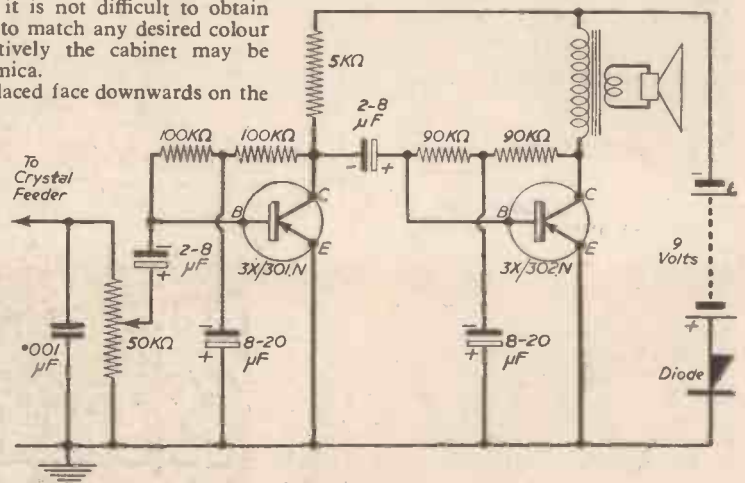 it is not difficult to obtain
to match any desired colour
tively the cabinet may be
mica.
laced face downwards on the
5KΩ
2-8
μF
100KΩ
100KΩ
90KΩ
90KΩ
To
Crystal
Feeder
B
C
E
3X/301.N
B
C
E
3X/302.N
2-8
μF
9
Volts
50KΩ
•001
μF
8-20
μF
8-20
μF
Diode
-
+
-
+
-
+
-
+
-
+